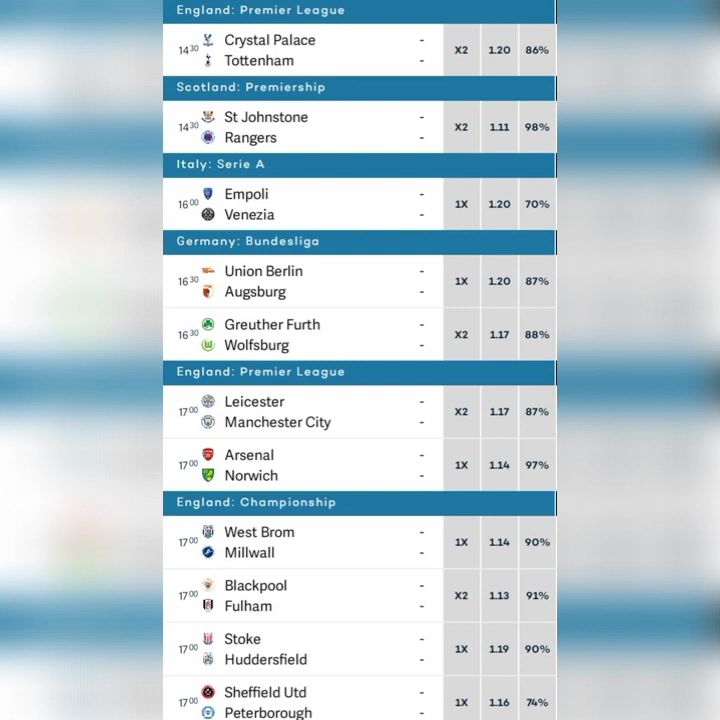 England: Premier League
14 30 Crystal Palace - X2 1.20 86%
Tottenham -
Scotland: Premiership
14 30 St Johnstone - X2 1.11 98%
Rangers -
Italy: Serie A
16 00 Empoli - 1X 1.20 70%
Venezia -
Germany: Bundesliga
16 30 Union Berlin - 1X 1.20 87%
Augsburg -
16 30 Greuther Furth - X2 1.17 88%
Wolfsburg -
England: Premier League
17 00 Leicester - X2 1.17 87%
Manchester City -
17 00 Arsenal - 1X 1.14 97%
Norwich -
England: Championship
17 00 West Brom - 1X 1.14 90%
Millwall -
17 00 Blackpool - X2 1.13 91%
Fulham -
17 00 Stoke - 1X 1.19 90%
Huddersfield -
17 00 Sheffield Utd - 1X 1.16 74%
Peterborough -